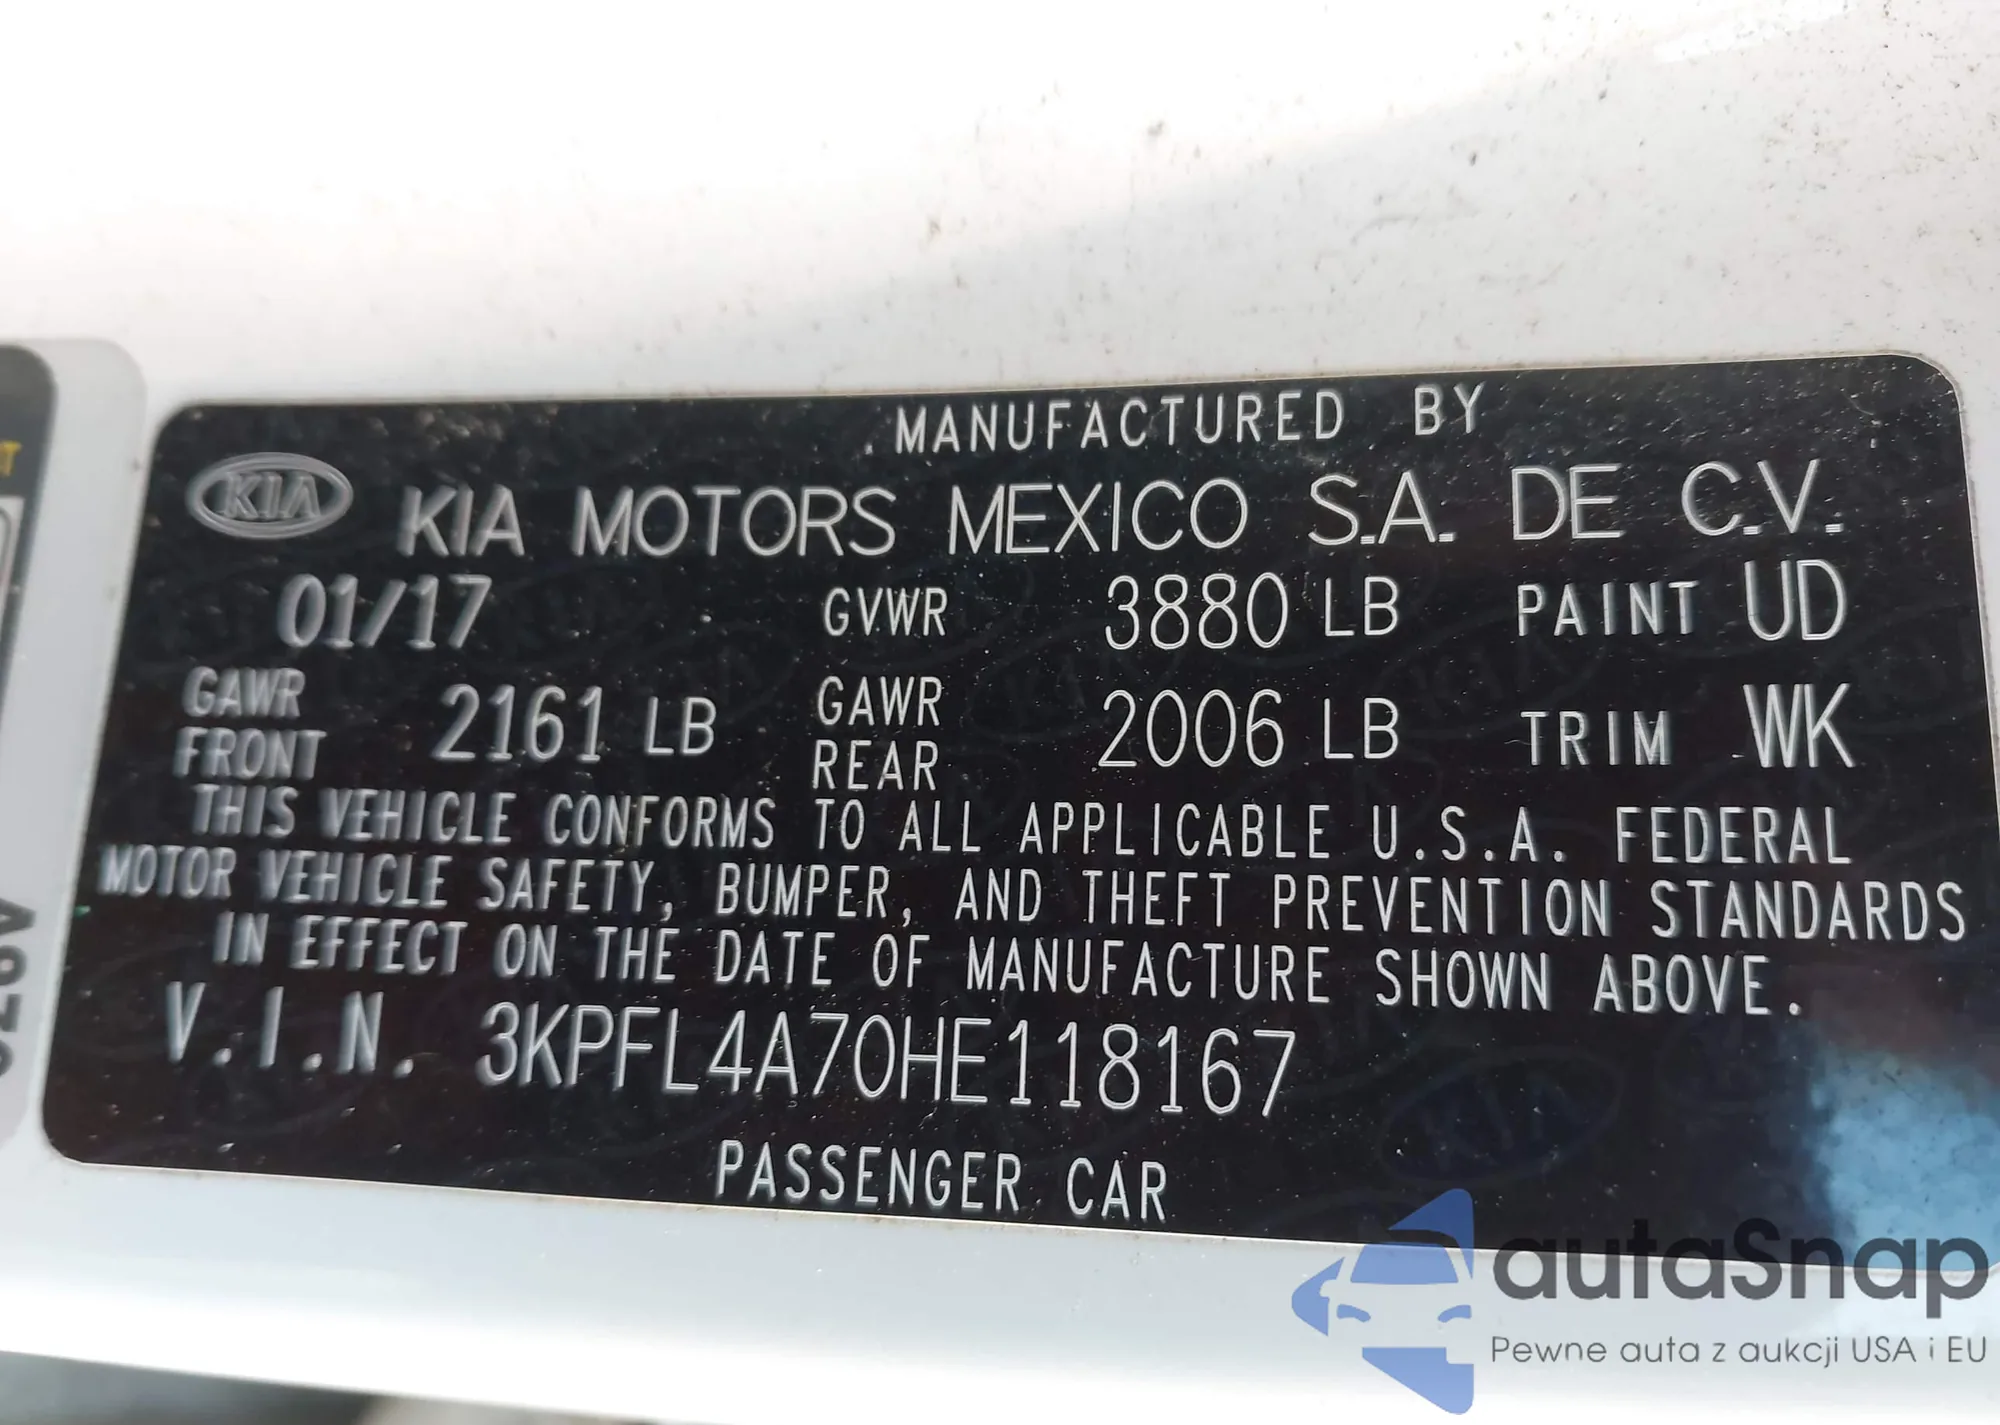 MANUFACTURED BY
KIA KIA MOTORS MEXICO S.A. DE C.V.
01/17 GVWR 3880 LB PAINT UD
GAWR FRONT 2161 LB GAWR REAR 2006 LB TRIM WK
THIS VEHICLE CONFORMS TO ALL APPLICABLE U.S.A. FEDERAL
MOTOR VEHICLE SAFETY, BUMPER, AND THEFT PREVENTION STANDARDS
IN EFFECT ON THE DATE OF MANUFACTURE SHOWN ABOVE.
V.I.N. 3KPFL4A70HE118167
PASSENGER CAR
autaSnap
Pewne auta z aukcji USA i EU